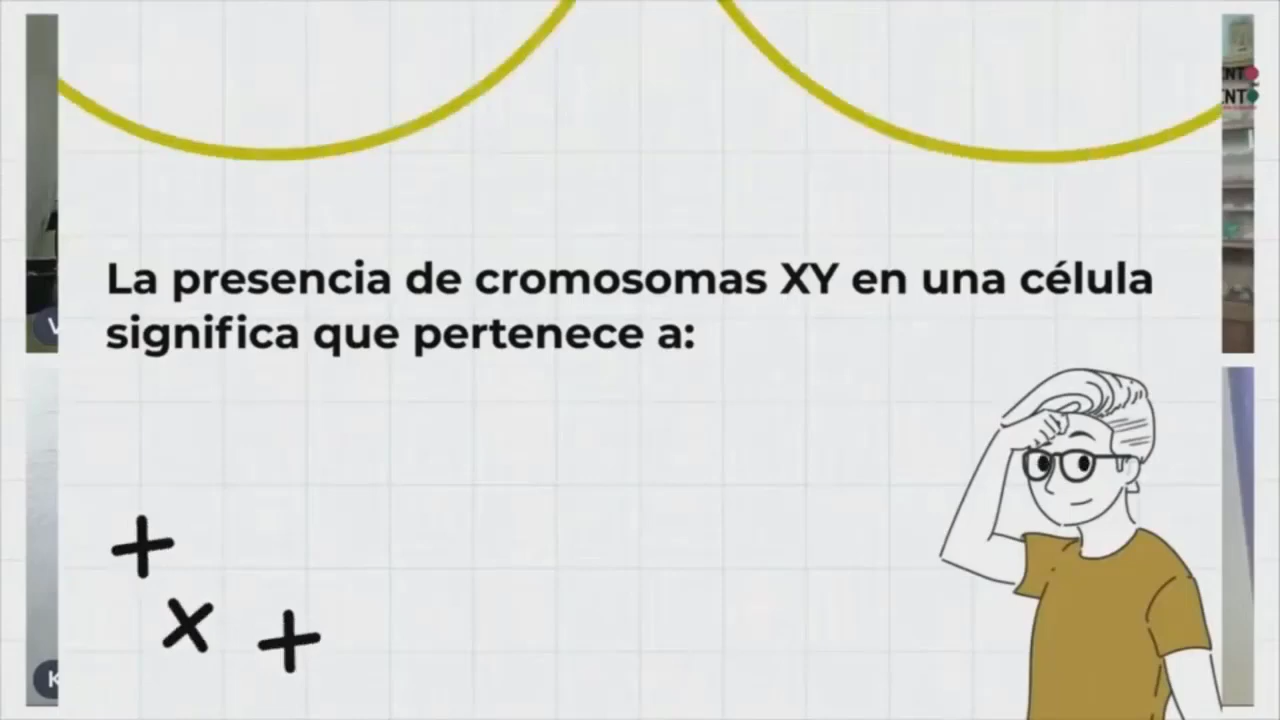 La presencia de cromosomas XY en una célula
significa que pertenece a: